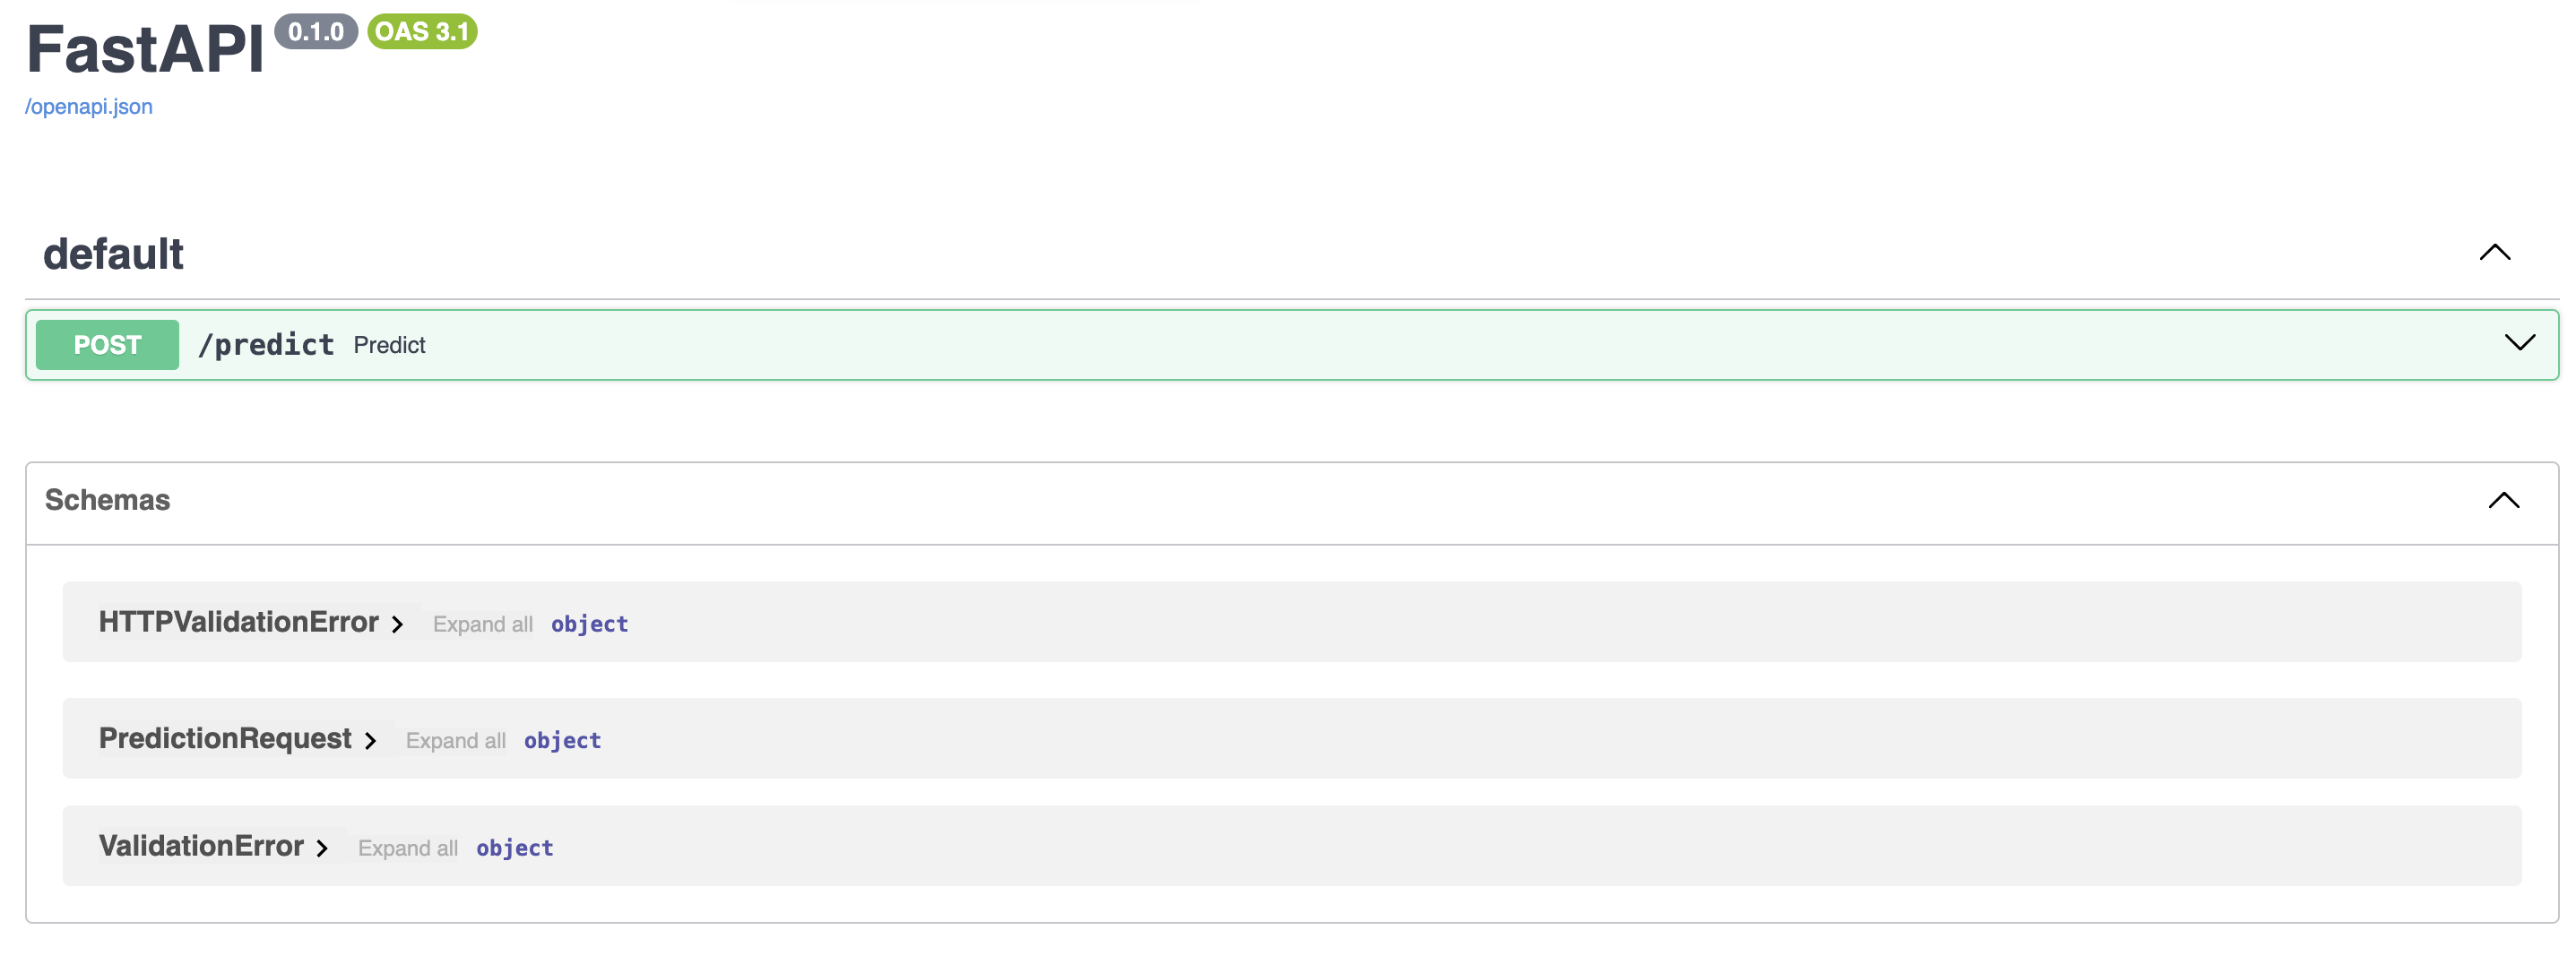 FastAPI 0.1.0 OAS 3.1
/openapi.json
default
POST /predict Predict
Schemas
HTTPValidationError Expand all object
PredictionRequest Expand all object
ValidationError Expand all object